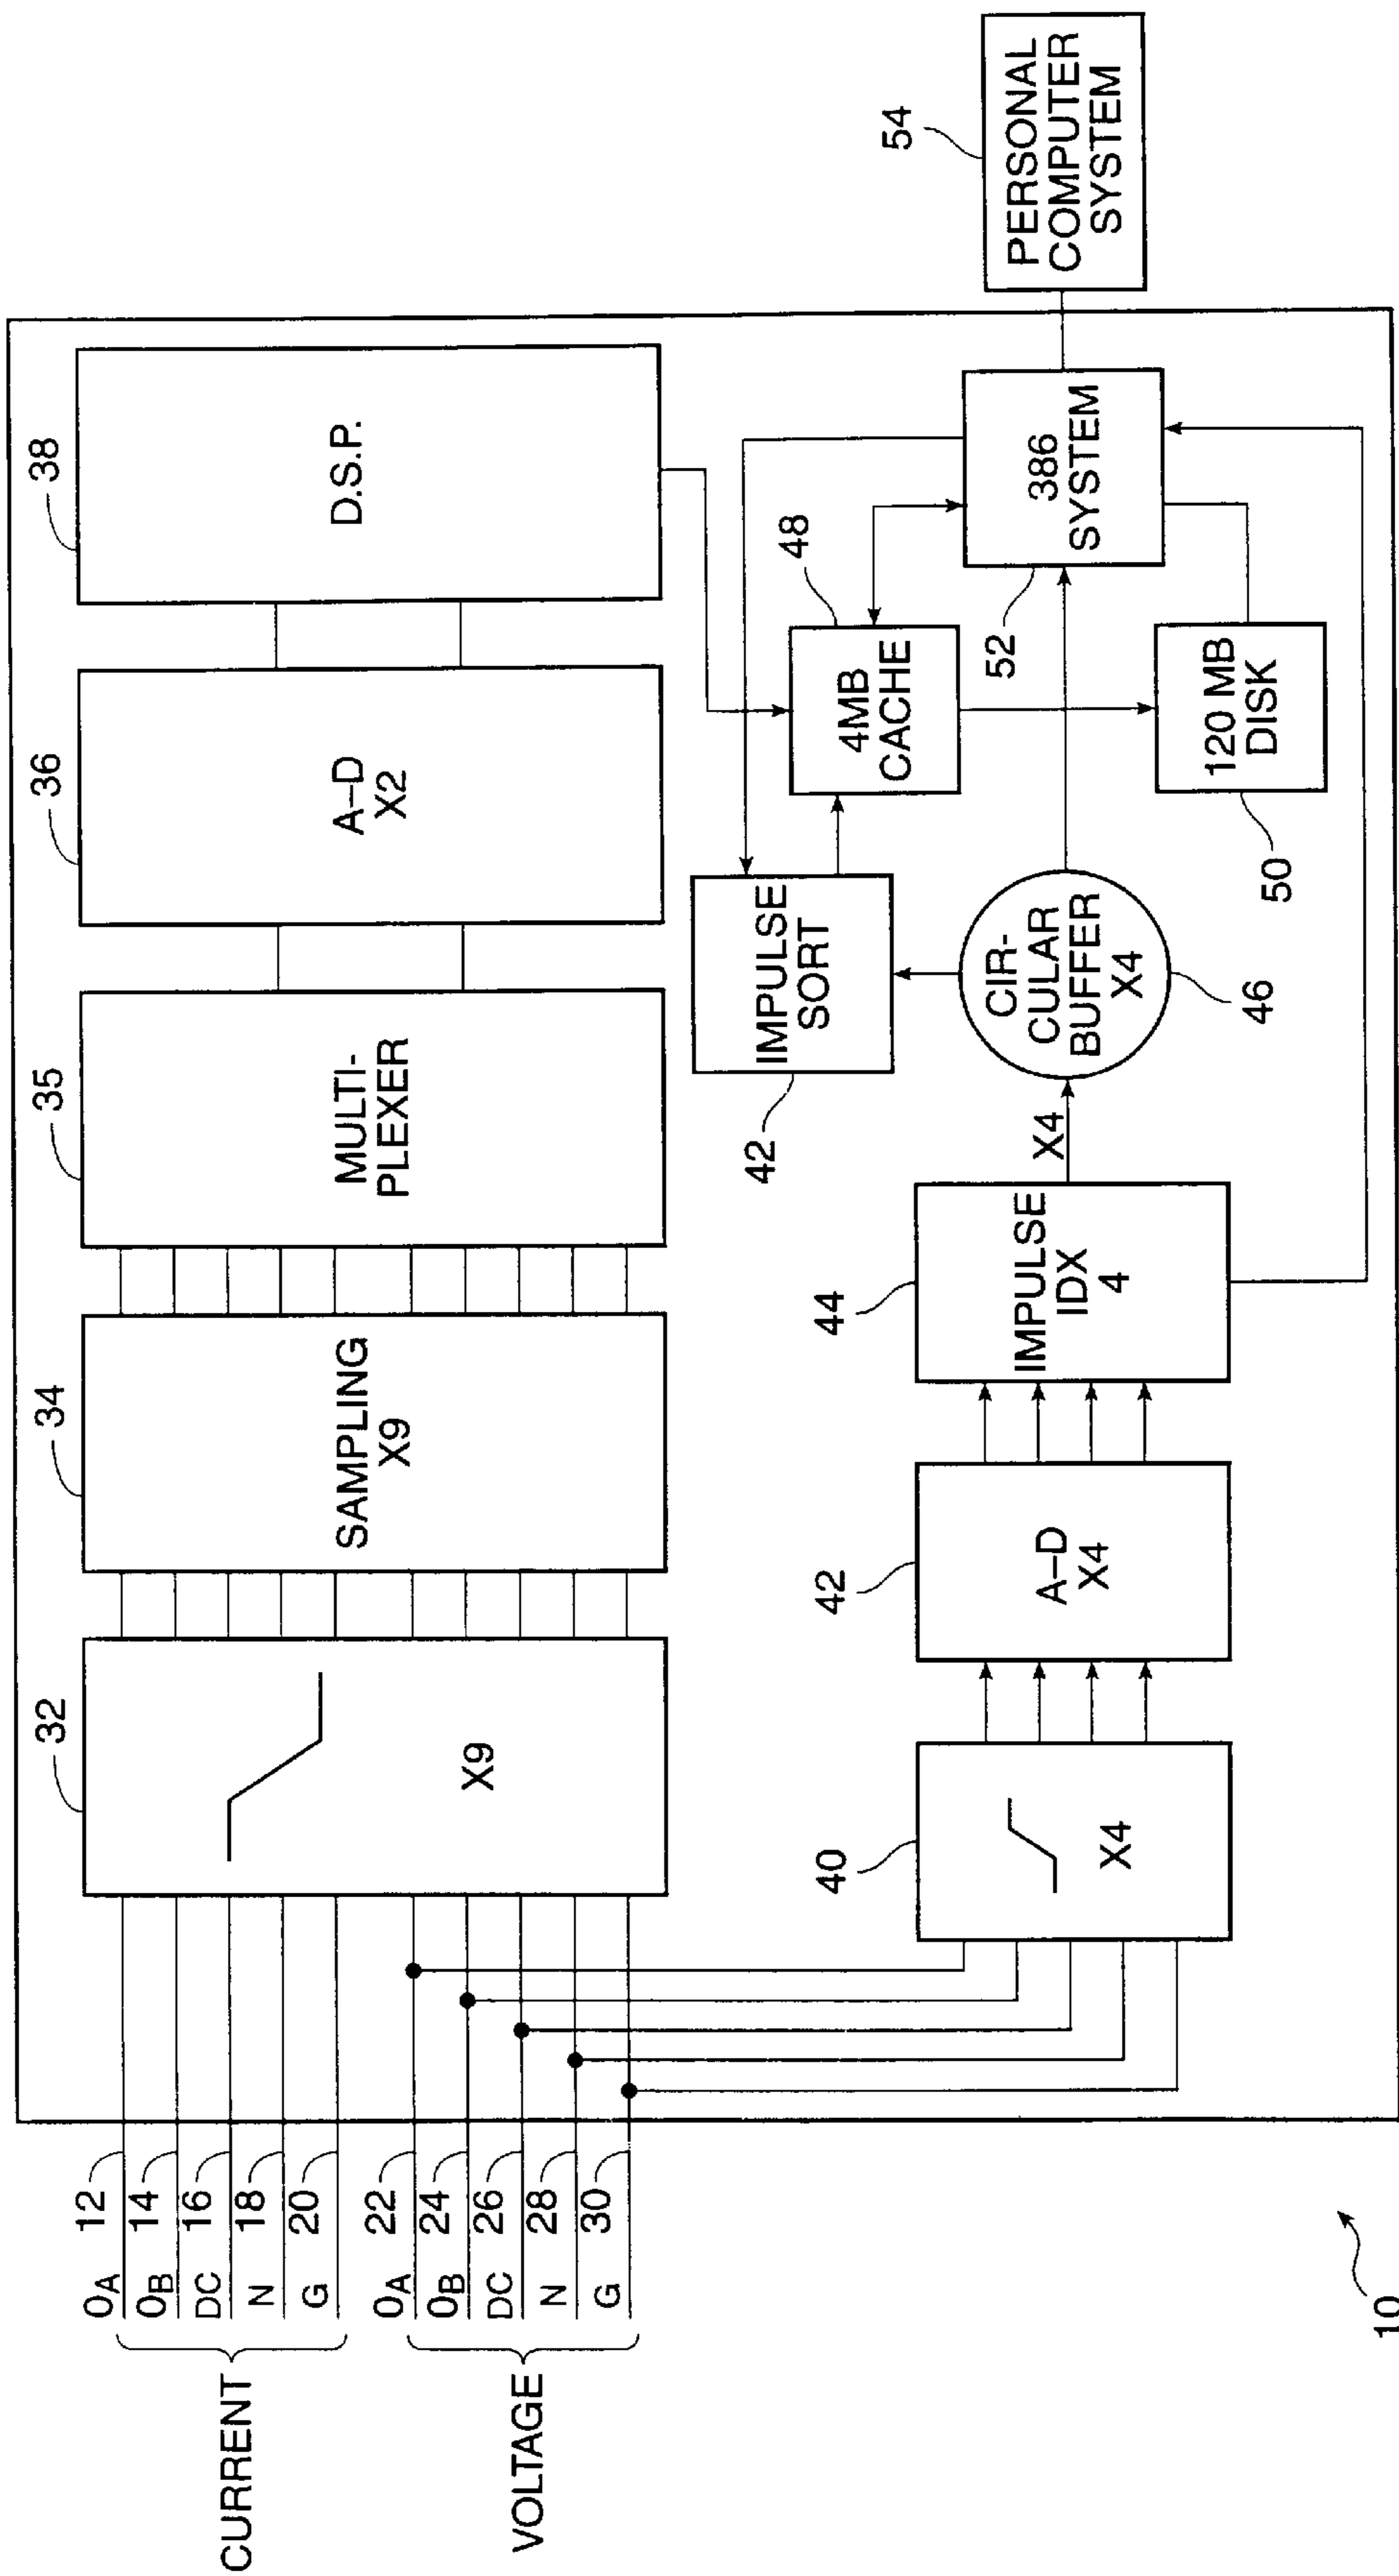 CURRENT
0A 12
0B 14
DC 16
N 18
G 20
VOLTAGE
0A 22
0B 24
DC 26
N 28
G 30
32
X9
34
SAMPLING
X9
35
MULTI-
PLEXER
36
A-D
X2
38
D.S.P.
40
X4
42
A-D
X4
44
IMPULSE
IDX
4
X4
CIR-
CULAR
BUFFER
X4
46
IMPULSE
SORT
42
4MB
CACHE
48
120 MB
DISK
50
386
SYSTEM
52
PERSONAL
COMPUTER
SYSTEM
54
10